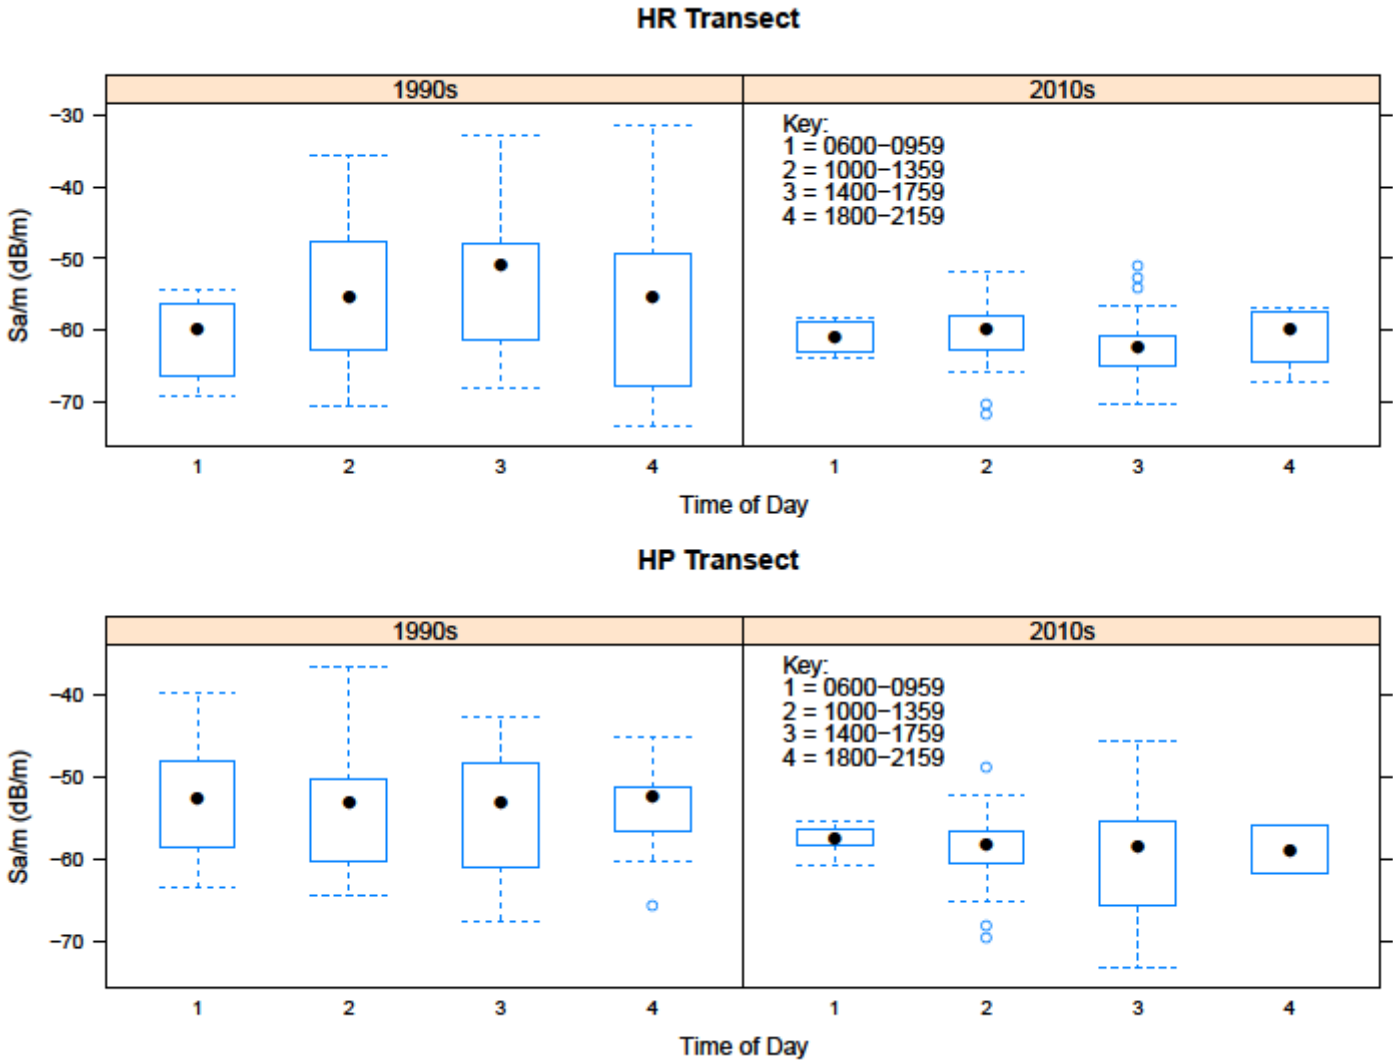 HR Transect
1990s
2010s
Sa/m (dB/m)
−30
−40
−50
−60
−70
Key:
1 = 0600−0959
2 = 1000−1359
3 = 1400−1759
4 = 1800−2159
1 2 3 4 1 2 3 4
Time of Day
HP Transect
1990s
2010s
Sa/m (dB/m)
−40
−50
−60
−70
Key:
1 = 0600−0959
2 = 1000−1359
3 = 1400−1759
4 = 1800−2159
1 2 3 4 1 2 3 4
Time of Day